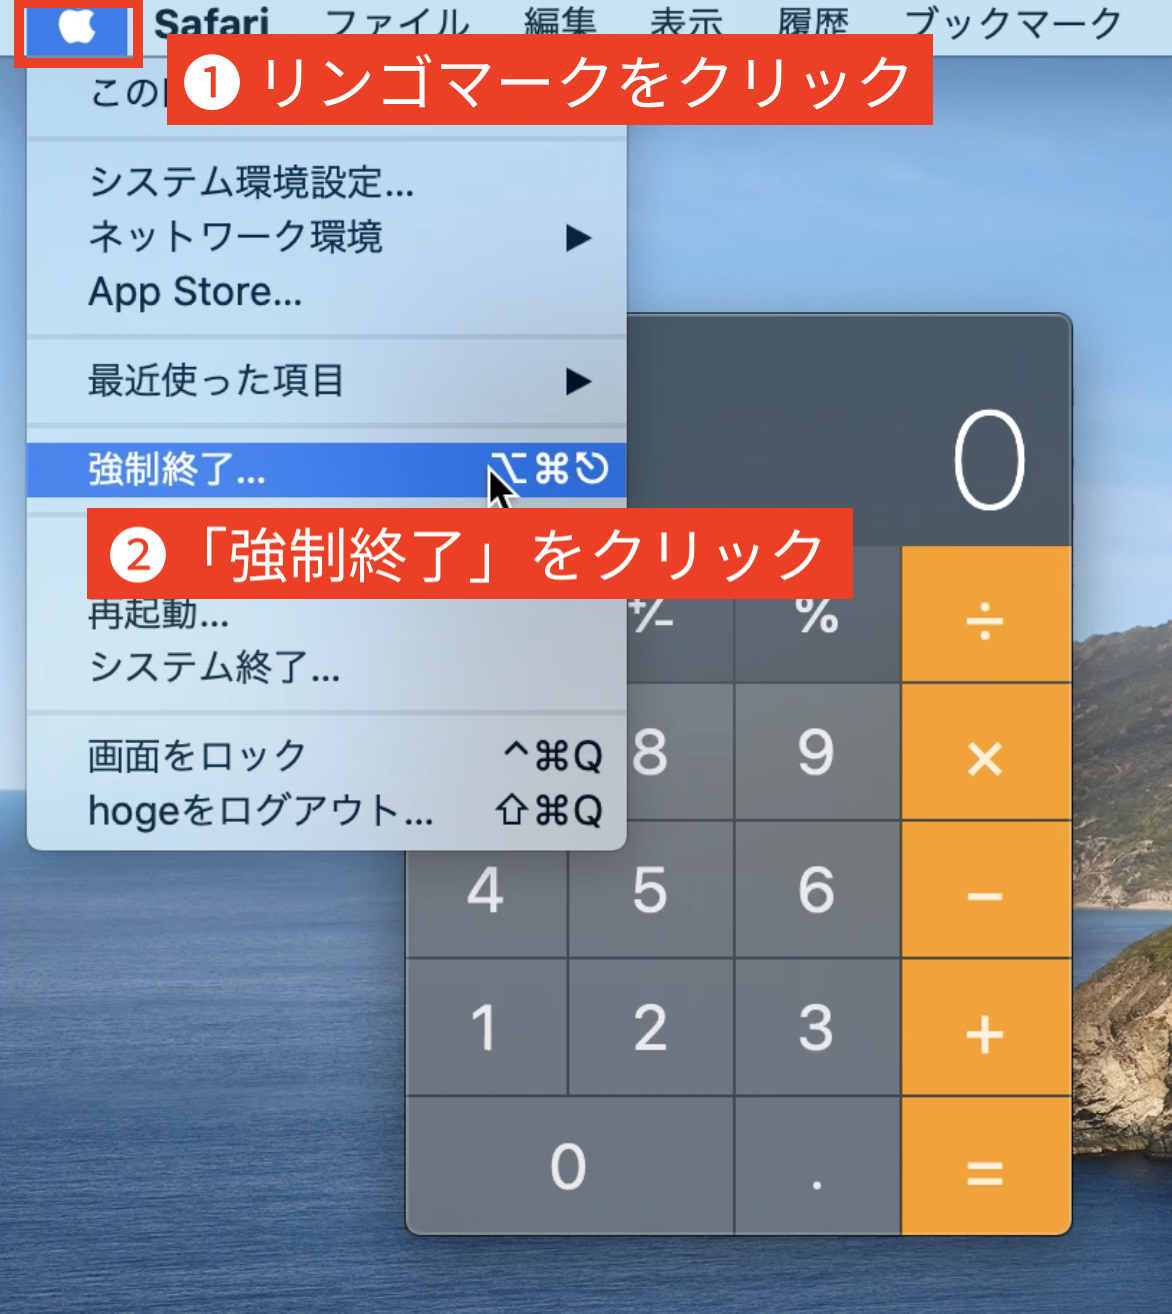 Safari ファイル 編集 表示 履歴 ブックマーク
❶ リンゴマークをクリック
この
システム環境設定...
ネットワーク環境 ▶
App Store...
最近使った項目 ▶
強制終了... ⌥⌘⎋
❷「強制終了」をクリック
再起動...
システム終了...
画面をロック ^⌘Q
hogeをログアウト... ⇧⌘Q
0
+/- % ÷
8 9 ×
4 5 6 −
1 2 3 +
0 . =